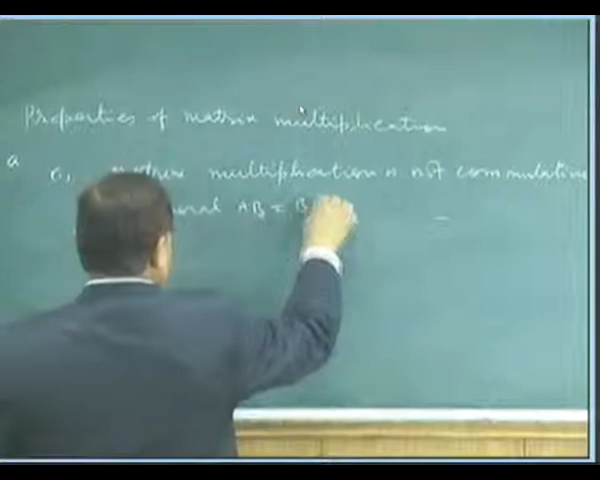 Properties of matrix multiplication
a
matrix multiplication is not commutative
AB = B